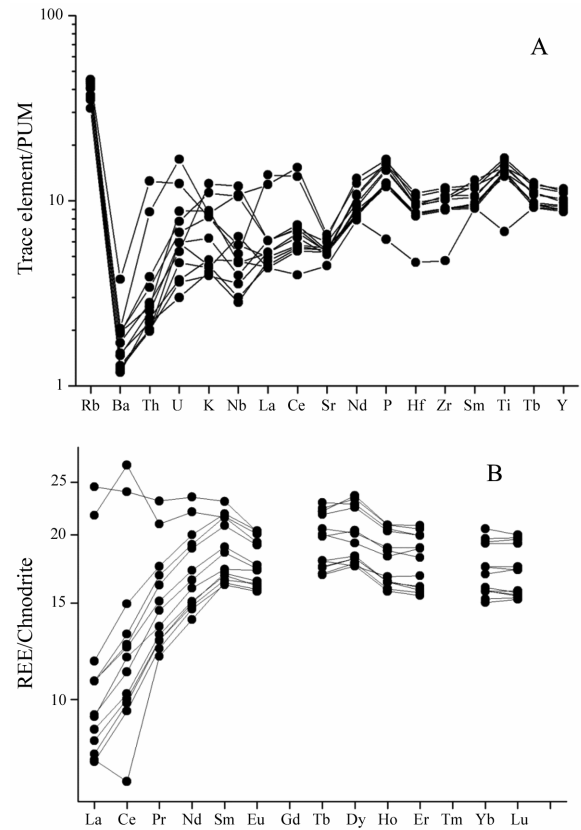 100
A
10
1
Trace element/PUM
Rb Ba Th U K Nb La Ce Sr Nd P Hf Zr Sm Ti Tb Y
B
25
20
15
10
REE/Chnodrite
La Ce Pr Nd Sm Eu Gd Tb Dy Ho Er Tm Yb Lu